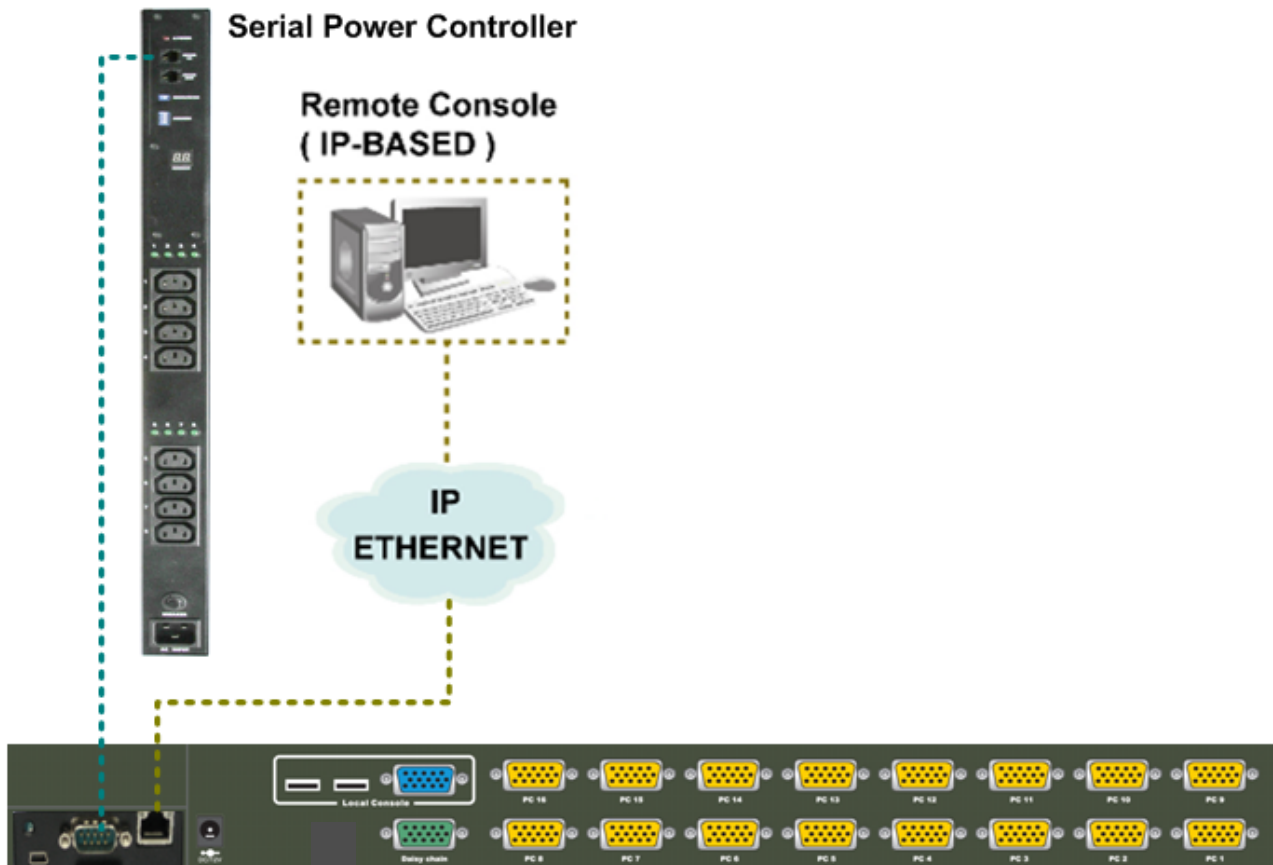 Serial Power Controller
Remote Console
( IP-BASED )
IP
ETHERNET
Local Console
PC 16
PC 15
PC 14
PC 13
PC 12
PC 11
PC 10
PC 9
DC/12V
Daisy chain
PC 8
PC 7
PC 6
PC 5
PC 4
PC 3
PC 2
PC 1